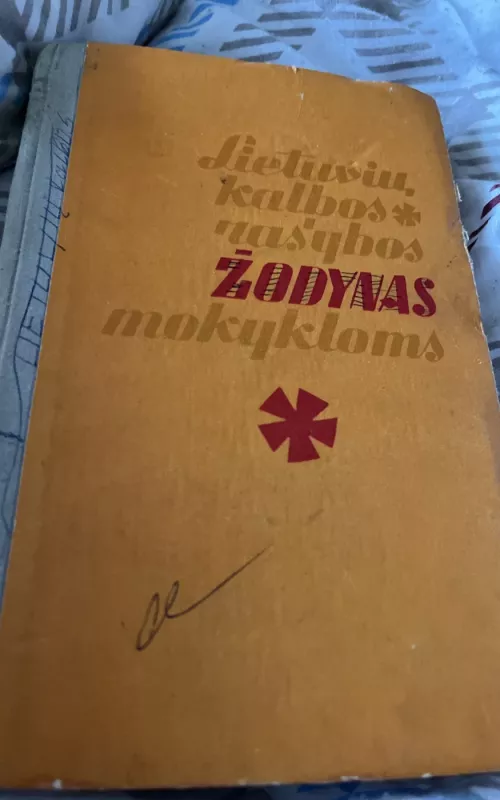 Lietuvių
kalbos
rašybos
ŽODYNAS
mokykloms